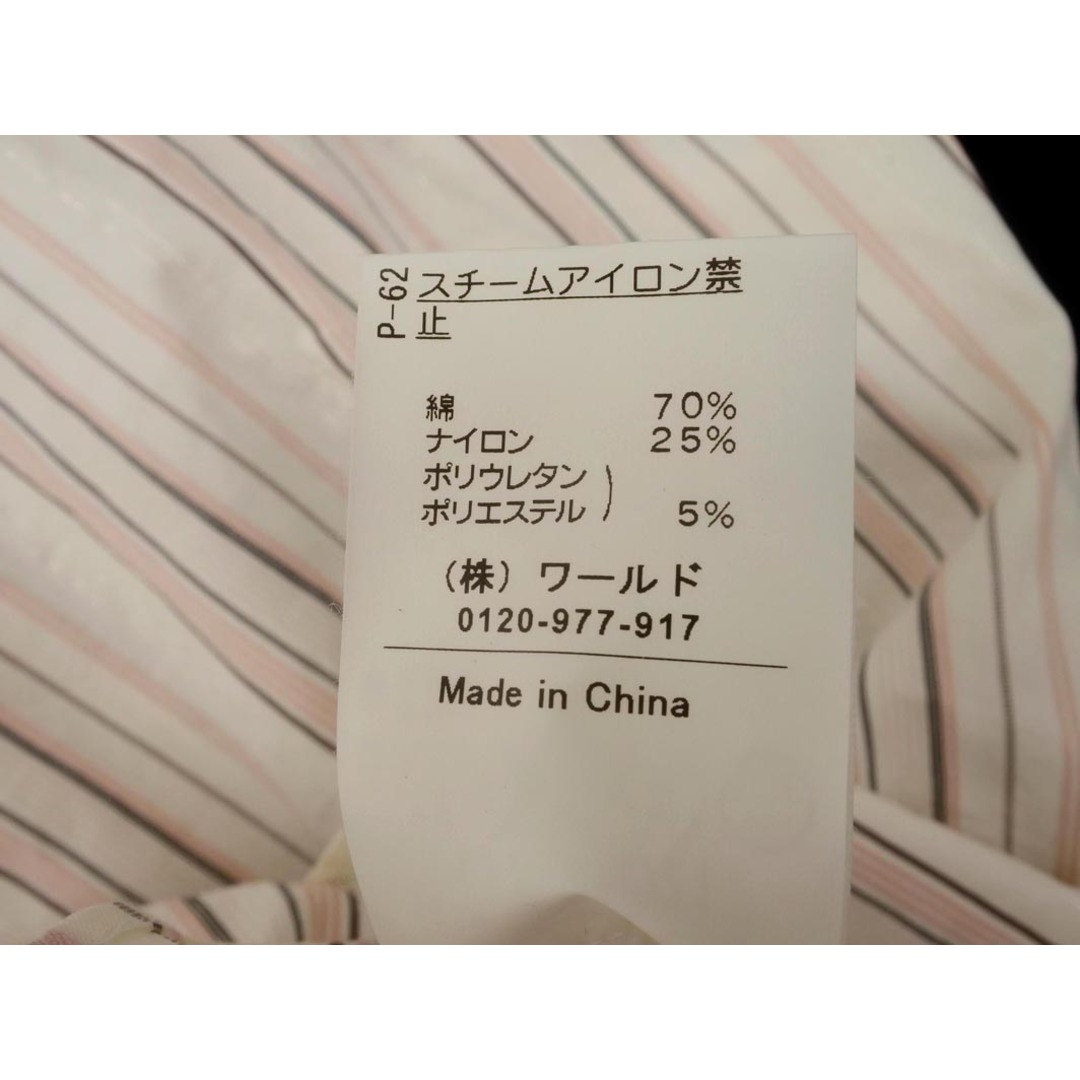 P-62
スチームアイロン禁
止
綿 70%
ナイロン 25%
ポリウレタン
ポリエステル ) 5%
(株) ワールド
0120-977-917
Made in China